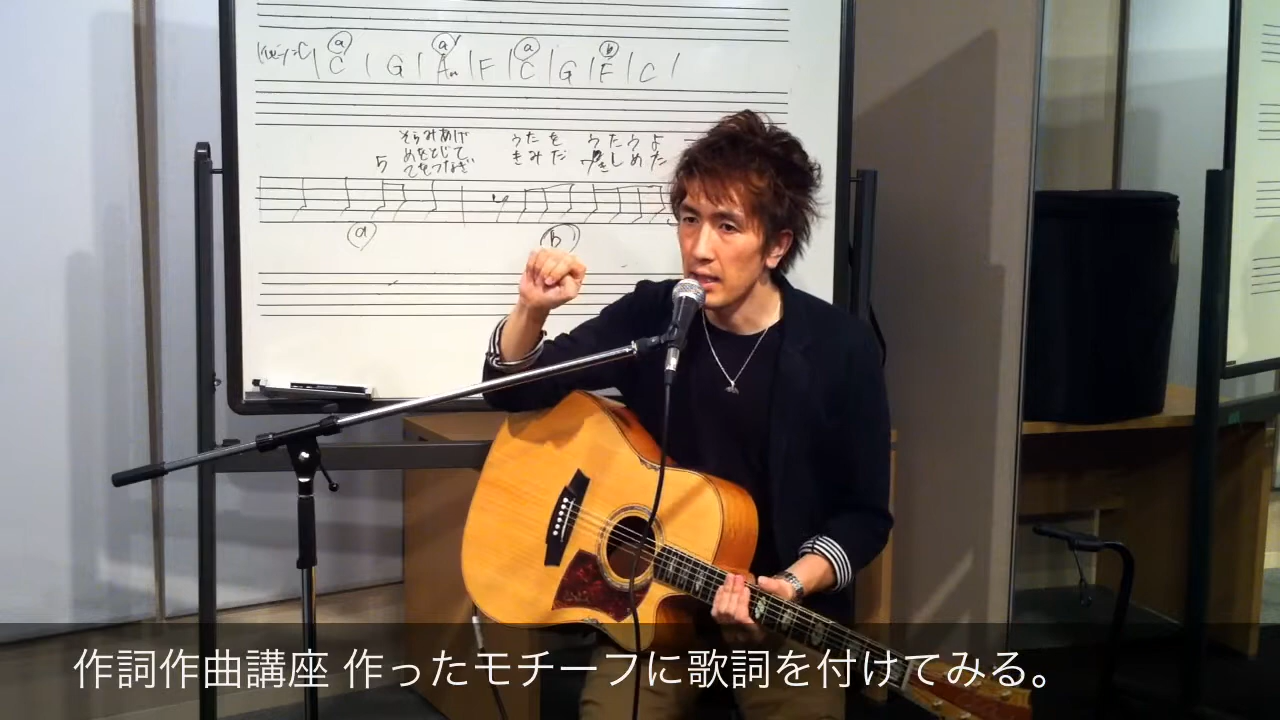 ⓐ ⓐ ⓐ ⓑ
| C | G | Am | F | C | G | F | C |
そらみあげ うたを うたうよ
5 めをとじて きみだ きしめた
てをつなぎ
ⓐ ⓑ
作詞作曲講座 作ったモチーフに歌詞を付けてみる。